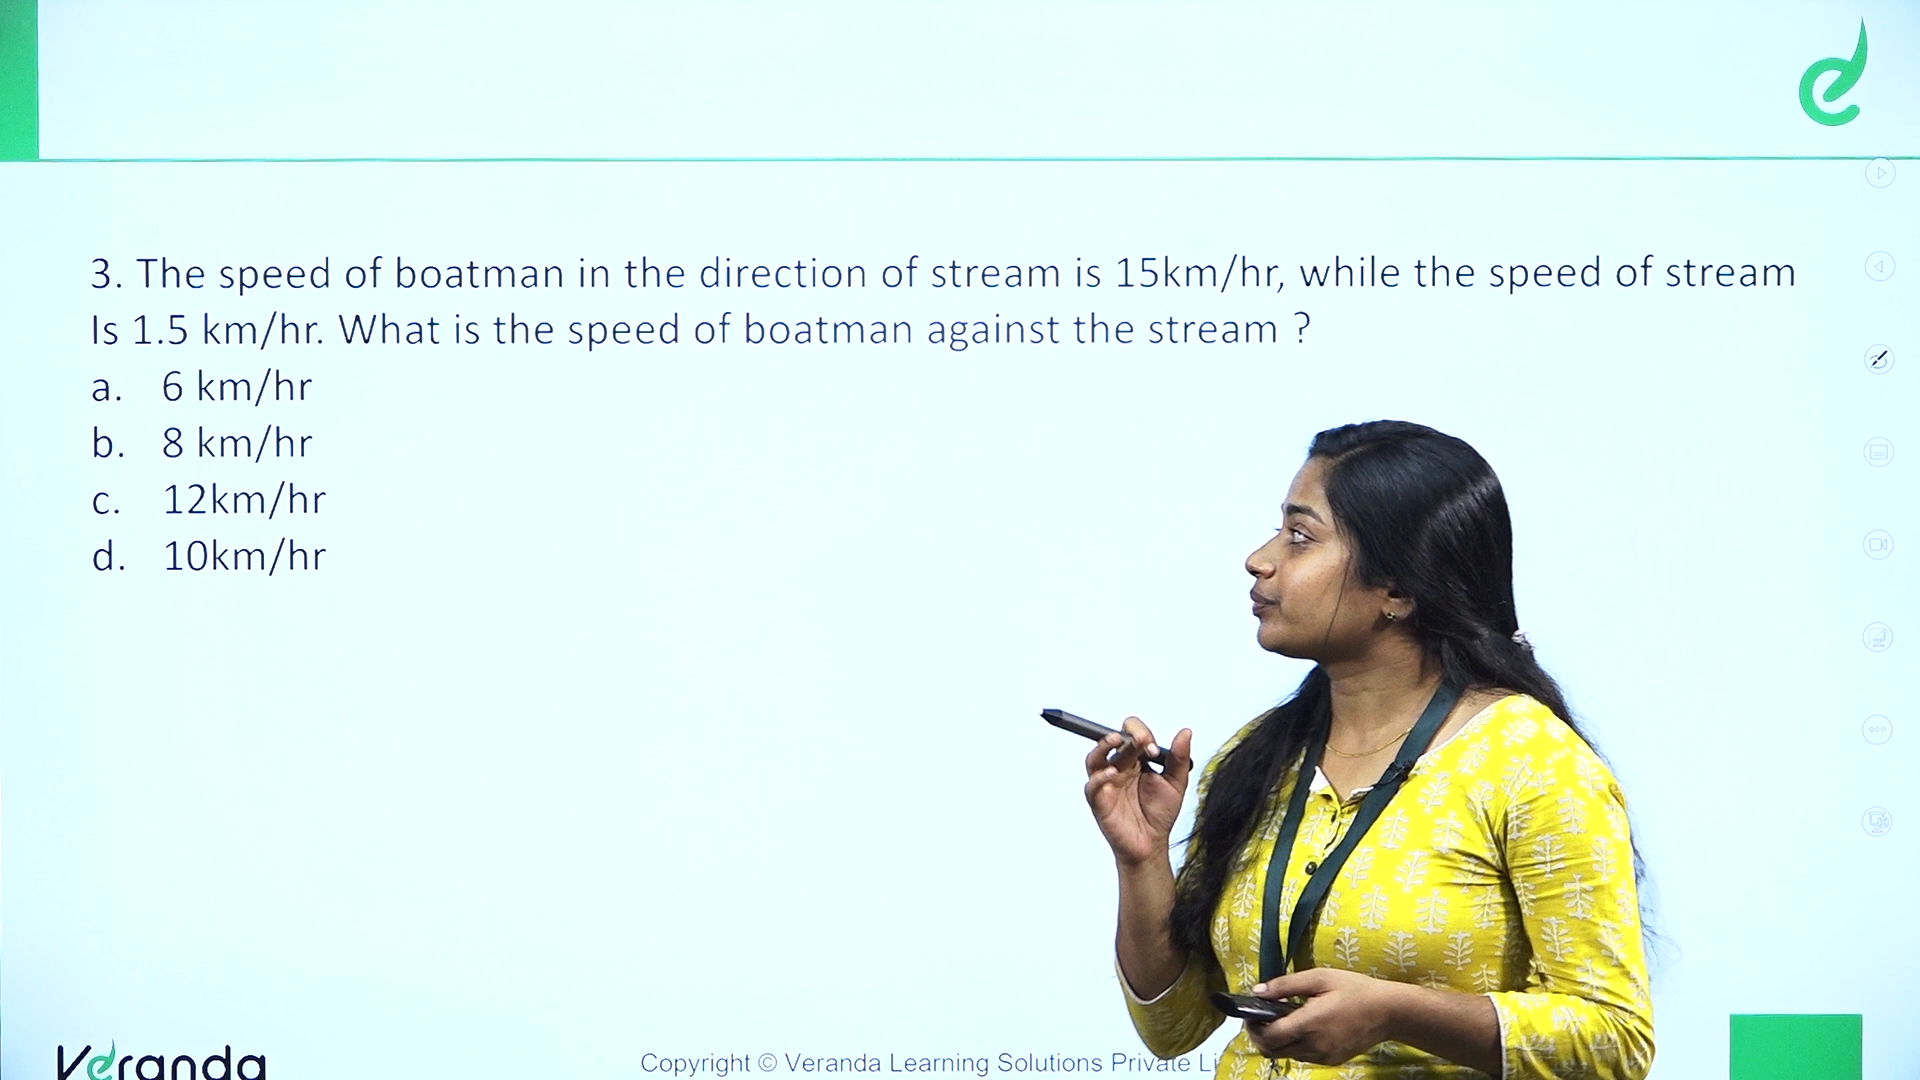 3. The speed of boatman in the direction of stream is 15km/hr, while the speed of stream
Is 1.5 km/hr. What is the speed of boatman against the stream ?
a. 6 km/hr
b. 8 km/hr
c. 12km/hr
d. 10km/hr
Veranda
Copyright © Veranda Learning Solutions Private Li